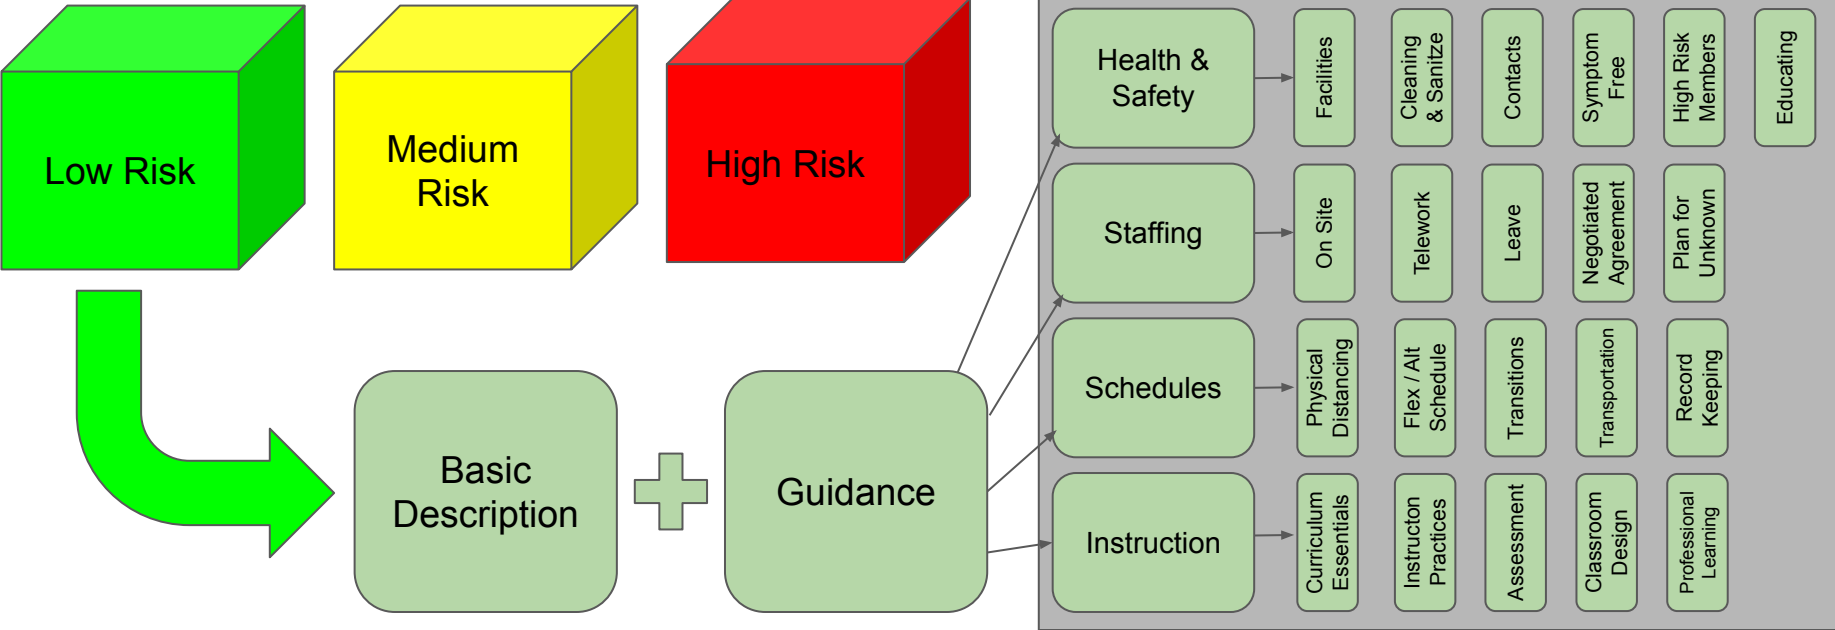 Low Risk
Medium
Risk
High Risk
Basic
Description
Guidance
Health &
Safety
Facilities
Cleaning
& Sanitze
Contacts
Symptom
Free
High Risk
Members
Educating
Staffing
On Site
Telework
Leave
Negotiated
Agreement
Plan for
Unknown
Schedules
Physical
Distancing
Flex / Alt
Schedule
Transitions
Transportation
Record
Keeping
Instruction
Curriculum
Essentials
Instructon
Practices
Assessment
Classroom
Design
Professional
Learning